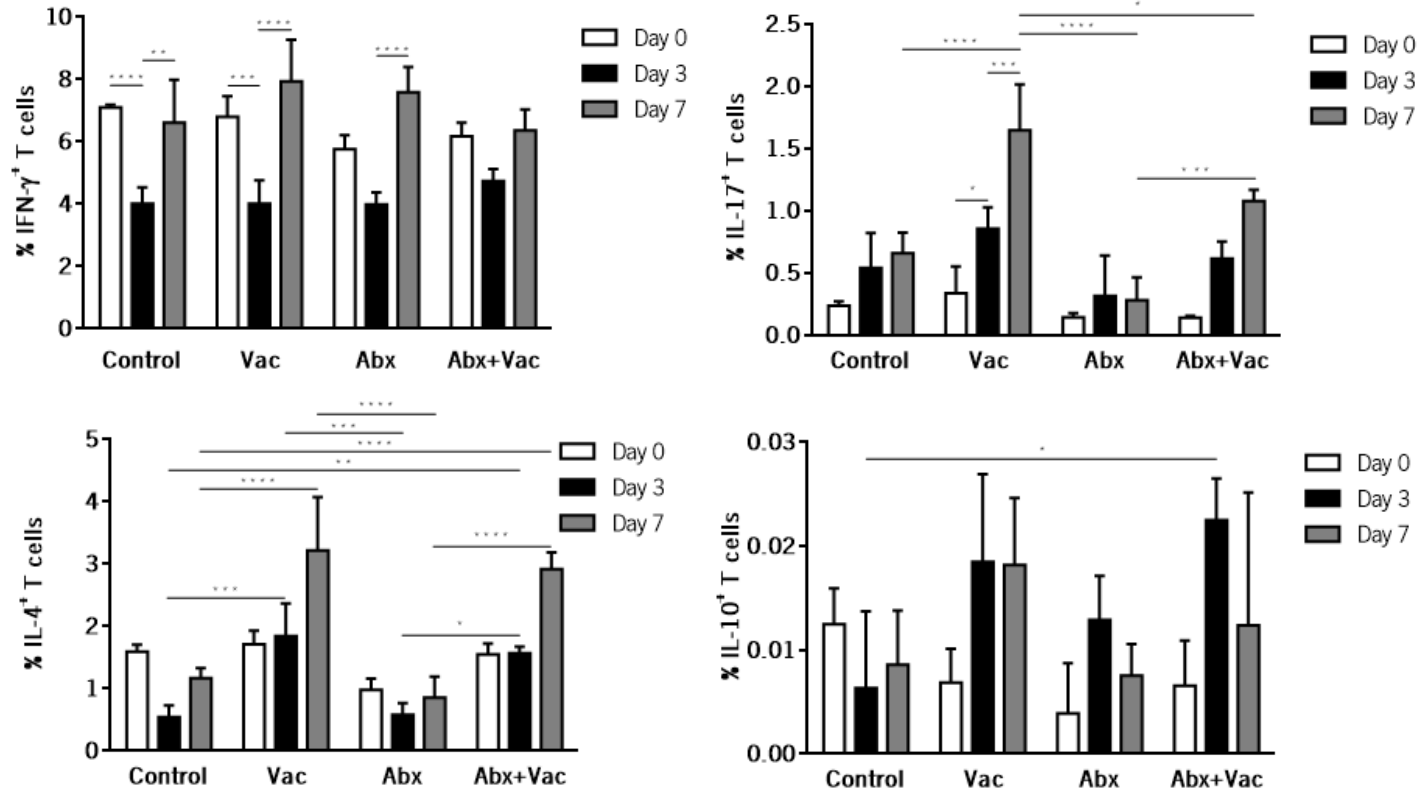 % IFN-γ⁺ T cells
10
8
6
4
2
0
**** ** *** **** ****
Control Vac Abx Abx+Vac
Day 0
Day 3
Day 7
% IL-17⁺ T cells
2.5
2.0
1.5
1.0
0.5
0.0
*
****
****
***
*
***
Control Vac Abx Abx+Vac
Day 0
Day 3
Day 7
% IL-4⁺ T cells
5
4
3
2
1
0
****
***
****
**
****
****
***
*
Control Vac Abx Abx+Vac
Day 0
Day 3
Day 7
% IL-10⁺ T cells
0.03
0.02
0.01
0.00
*
Control Vac Abx Abx+Vac
Day 0
Day 3
Day 7